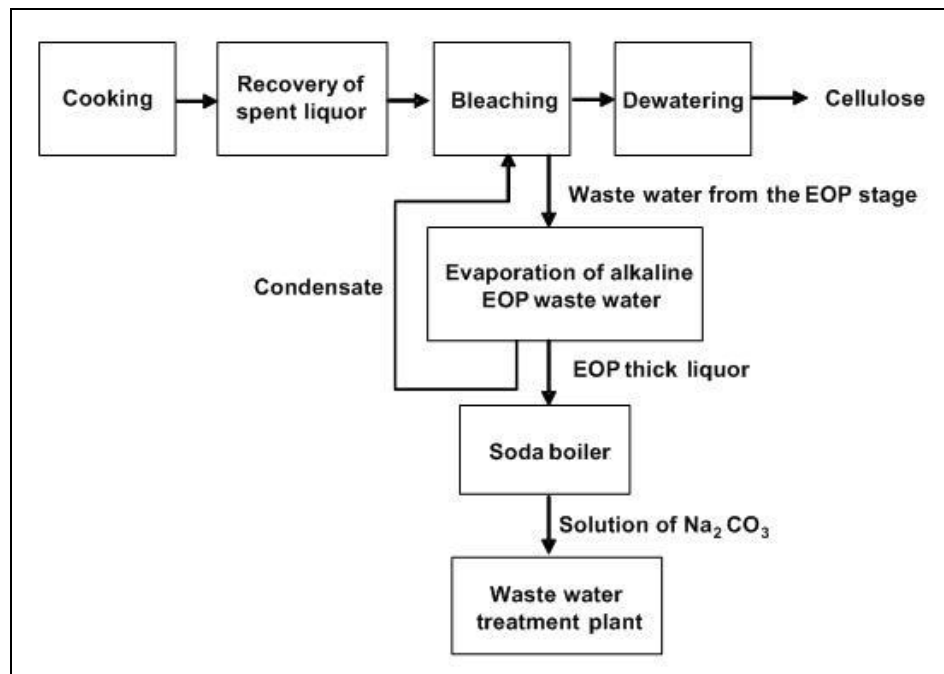 Cooking
Recovery of
spent liquor
Bleaching
Dewatering
Cellulose
Waste water from the EOP stage
Evaporation of alkaline
EOP waste water
Condensate
EOP thick liquor
Soda boiler
Solution of Na₂ CO₃
Waste water
treatment plant